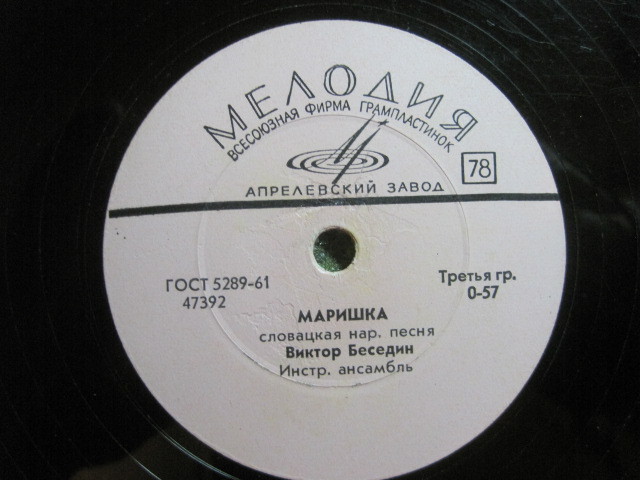 МЕЛОДИЯ
ВСЕСОЮЗНАЯ ФИРМА ГРАМПЛАСТИНОК
78
АПРЕЛЕВСКИЙ ЗАВОД
ГОСТ 5289-61
47392
Третья гр.
0-57
МАРИШКА
словацкая нар. песня
Виктор Беседин
Инстр. ансамбль